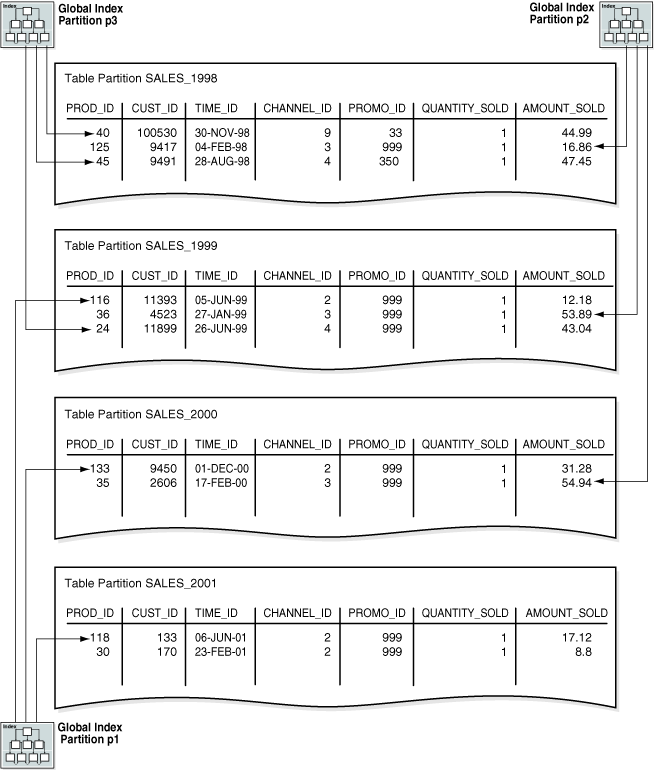 Index
Global Index
Partition p3
Global Index
Partition p2
Index
Table Partition SALES_1998
PROD_ID CUST_ID TIME_ID CHANNEL_ID PROMO_ID QUANTITY_SOLD AMOUNT_SOLD
40 100530 30-NOV-98 9 33 1 44.99
125 9417 04-FEB-98 3 999 1 16.86
45 9491 28-AUG-98 4 350 1 47.45
Table Partition SALES_1999
PROD_ID CUST_ID TIME_ID CHANNEL_ID PROMO_ID QUANTITY_SOLD AMOUNT_SOLD
116 11393 05-JUN-99 2 999 1 12.18
36 4523 27-JAN-99 3 999 1 53.89
24 11899 26-JUN-99 4 999 1 43.04
Table Partition SALES_2000
PROD_ID CUST_ID TIME_ID CHANNEL_ID PROMO_ID QUANTITY_SOLD AMOUNT_SOLD
133 9450 01-DEC-00 2 999 1 31.28
35 2606 17-FEB-00 3 999 1 54.94
Table Partition SALES_2001
PROD_ID CUST_ID TIME_ID CHANNEL_ID PROMO_ID QUANTITY_SOLD AMOUNT_SOLD
118 133 06-JUN-01 2 999 1 17.12
30 170 23-FEB-01 2 999 1 8.8
Index
Global Index
Partition p1